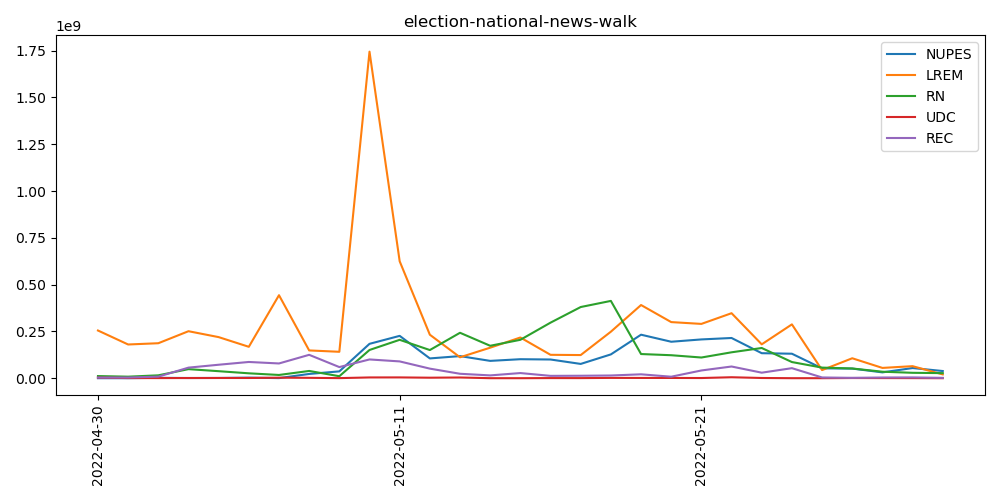 election-national-news-walk
1e9
1.75
1.50
1.25
1.00
0.75
0.50
0.25
0.00
NUPES
LREM
RN
UDC
REC
2022-04-30
2022-05-11
2022-05-21